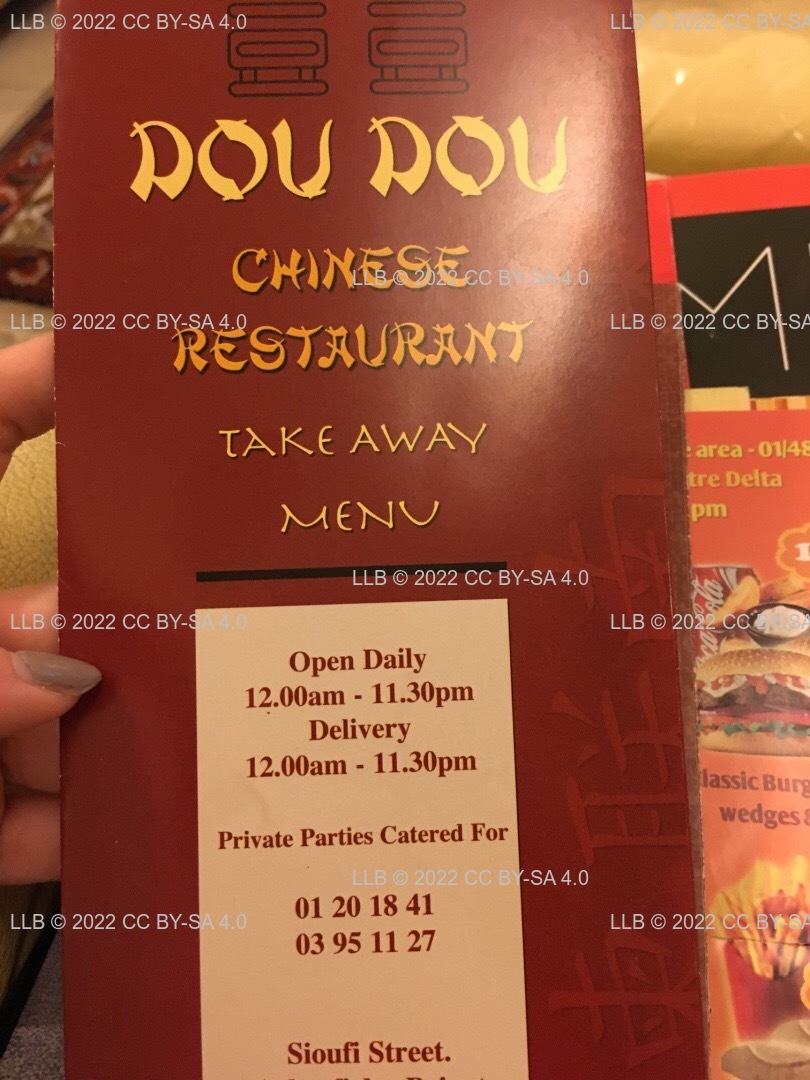 DOU DOU
CHINESE
RESTAURANT
TAKE AWAY
MENU
Open Daily
12.00am - 11.30pm
Delivery
12.00am - 11.30pm
Private Parties Catered For
01 20 18 41
03 95 11 27
Sioufi Street.
area - 01/48
tre Delta
pm
Coca-Cola
lassic Burg
wedges &
LLB © 2022 CC BY-SA 4.0